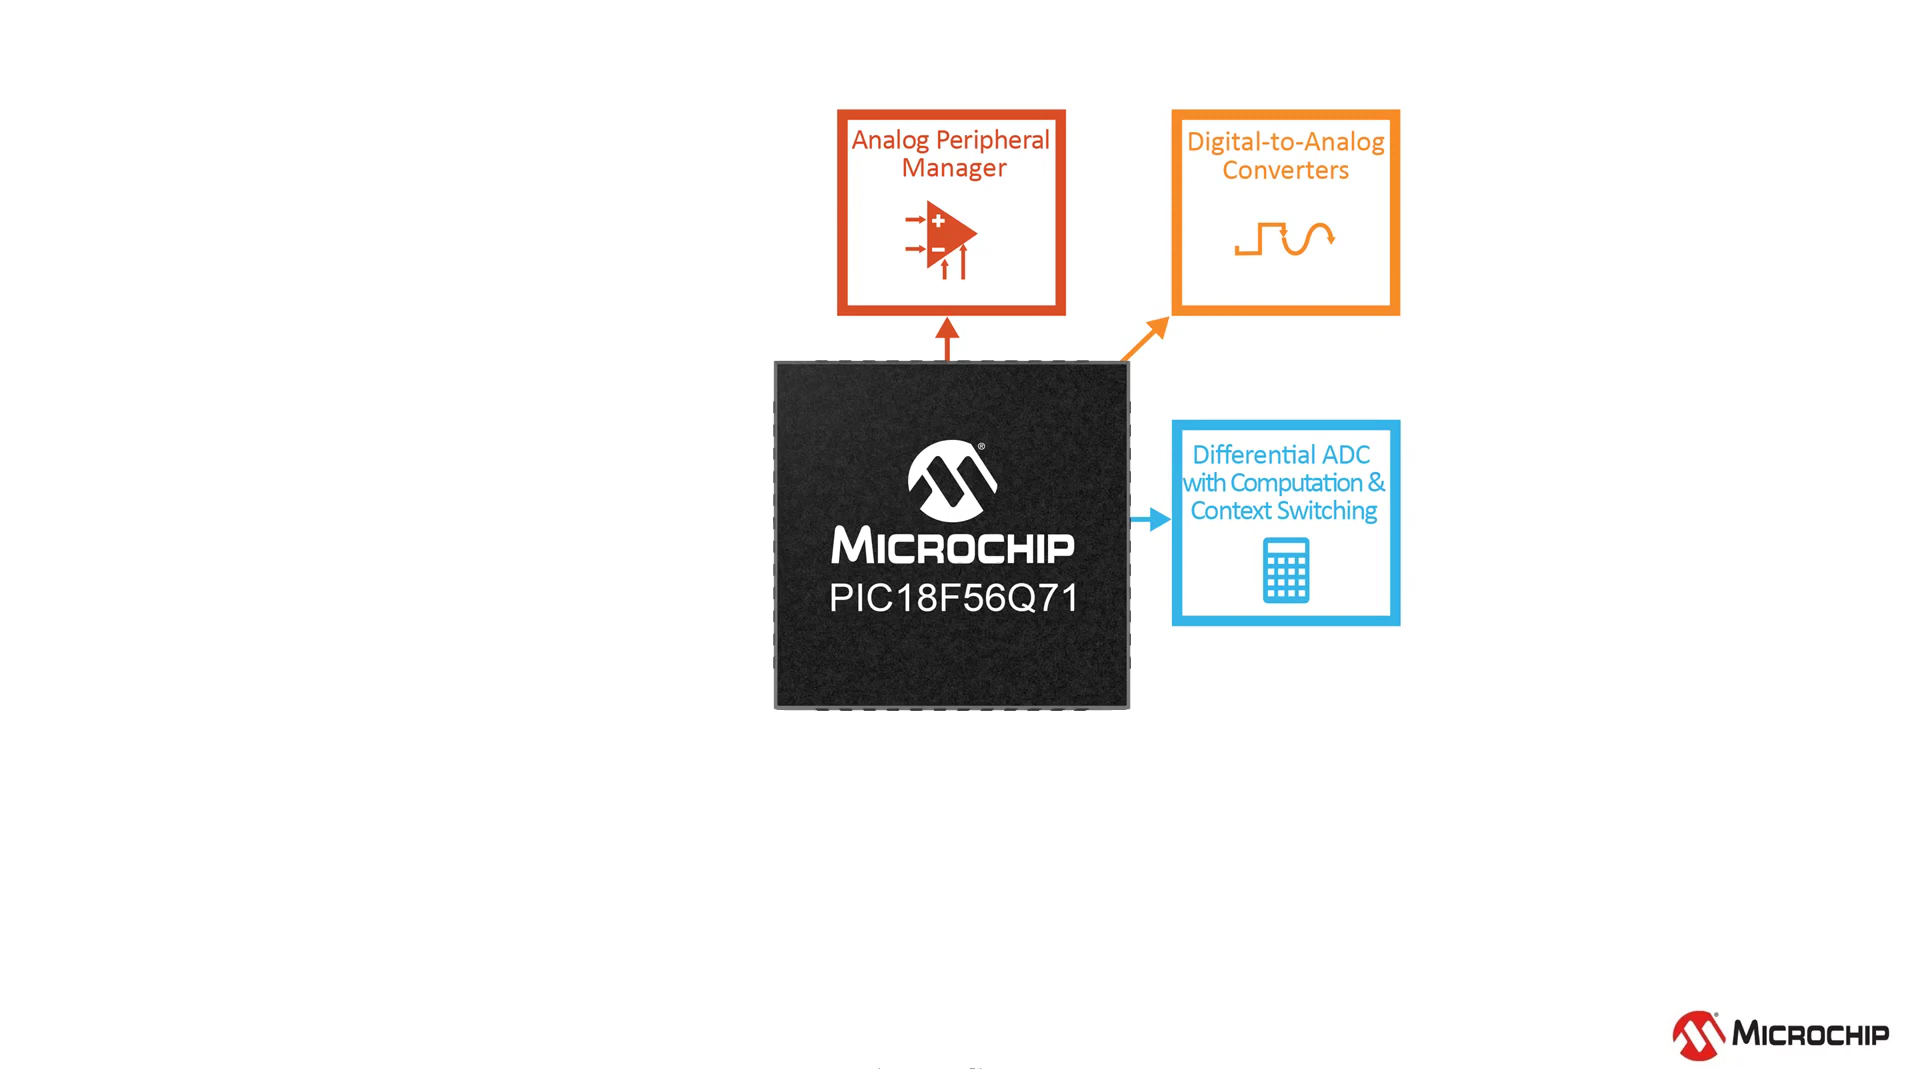 Analog Peripheral
Manager
Digital-to-Analog
Converters
Differential ADC
with Computation &
Context Switching
MICROCHIP
PIC18F56Q71
MICROCHIP